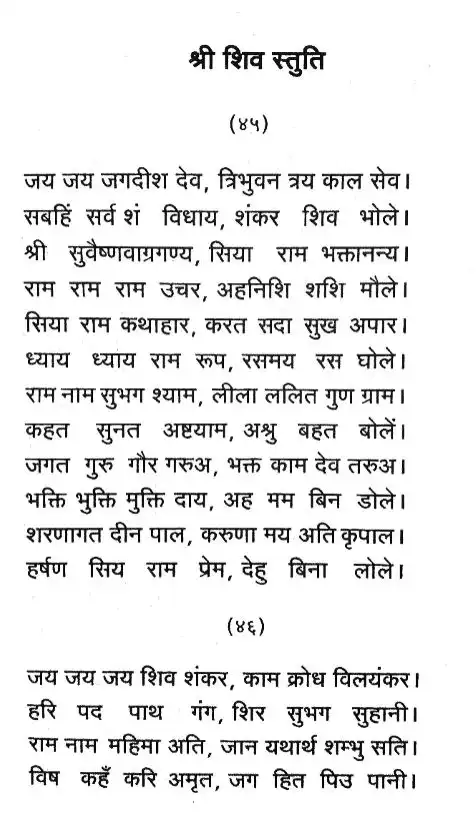 श्री शिव स्तुति
(४५)
जय जय जगदीश देव, त्रिभुवन त्रय काल सेव।
सबहिं सर्व शं विधाय, शंकर शिव भोले।
श्री सुवैष्णवाग्रगण्य, सिया राम भक्तानन्य।
राम राम राम उचर, अहनिशि शशि मौले।
सिया राम कथाहार, करत सदा सुख अपार।
ध्याय ध्याय राम रूप, रसमय रस घोले।
राम नाम सुभग श्याम, लीला ललित गुण ग्राम।
कहत सुनत अष्टयाम, अश्रु बहत बोलें।
जगत गुरु गौर गरुअ, भक्त काम देव तरुअ।
भक्ति भुक्ति मुक्ति दाय, अह मम बिन डोले।
शरणागत दीन पाल, करुणा मय अति कृपाल।
हर्षण सिय राम प्रेम, देहु बिना लोले।
(४६)
जय जय जय शिव शंकर, काम क्रोध विलयंकर।
हरि पद पाथ गंग, शिर सुभग सुहानी।
राम नाम महिमा अति, जान यथार्थ शम्भु सति।
विष कहँ करि अमृत, जग हित पिउ पानी।